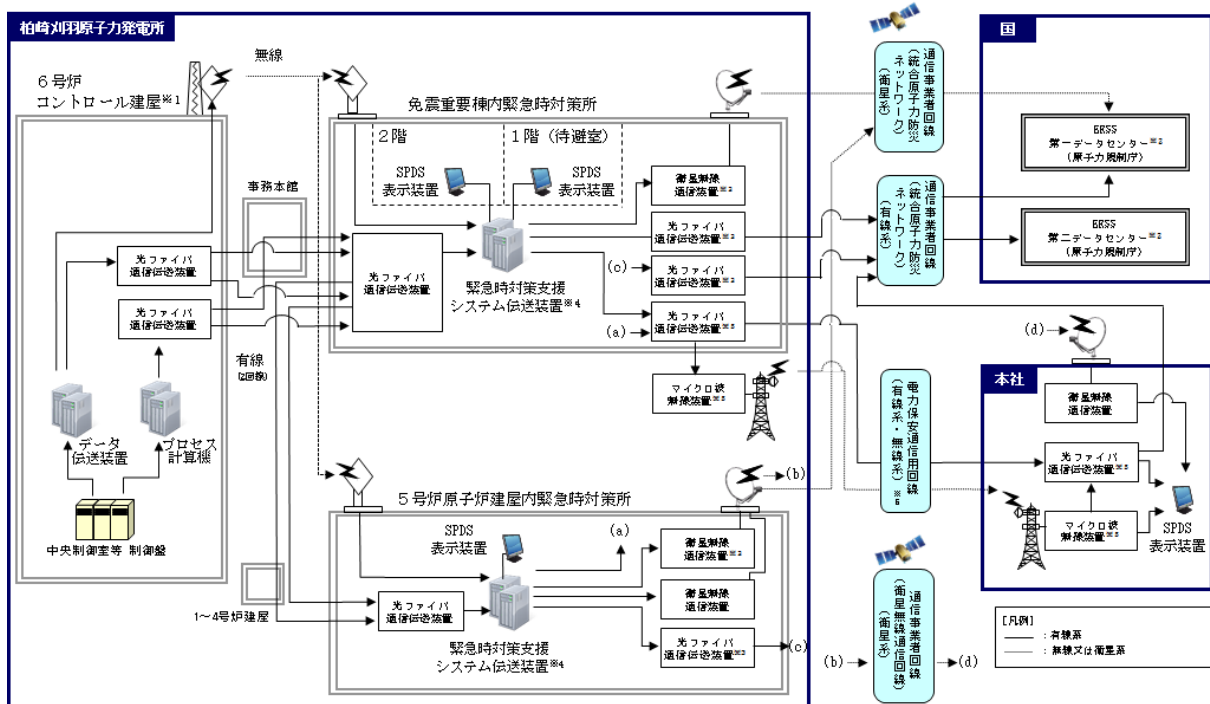 柏崎刈羽原子力発電所
6号炉
コントロール建屋※1
無線
事務本館
光ファイバ
通信伝送装置
光ファイバ
通信伝送装置
有線
(2回線)
データ
伝送装置
プロセス
計算機
中央制御室等 制御盤
1～4号炉建屋
免震重要棟内緊急時対策所
2階
1階(待避室)
SPDS
表示装置
SPDS
表示装置
光ファイバ
通信伝送装置
緊急時対策支援
システム伝送装置※4
衛星無線
通信装置※3
光ファイバ
通信伝送装置※3
(c)
光ファイバ
通信伝送装置※3
(a)
光ファイバ
通信伝送装置※5
マイクロ波
無線装置※5
5号炉原子炉建屋内緊急時対策所
(b)
SPDS
表示装置
(a)
光ファイバ
通信伝送装置
緊急時対策支援
システム伝送装置※4
衛星無線
通信装置※3
衛星無線
通信装置
光ファイバ
通信伝送装置※3
(c)
通信事業者回線
(統合原子力防災
ネットワーク)
(衛星系)
通信事業者回線
(統合原子力防災
ネットワーク)
(有線系)
電力保安通信用回線
(有線系・無線系)※6
通信事業者回線
(衛星無線通信回線)
(衛星系)
(b)
(d)
国
ERSS
第一データセンター※2
(原子力規制庁)
ERSS
第二データセンター※2
(原子力規制庁)
(d)
本社
衛星無線
通信装置
光ファイバ
通信伝送装置※5
マイクロ波
無線装置※5
SPDS
表示装置
[凡例]
：有線系
：無線又は衛星系